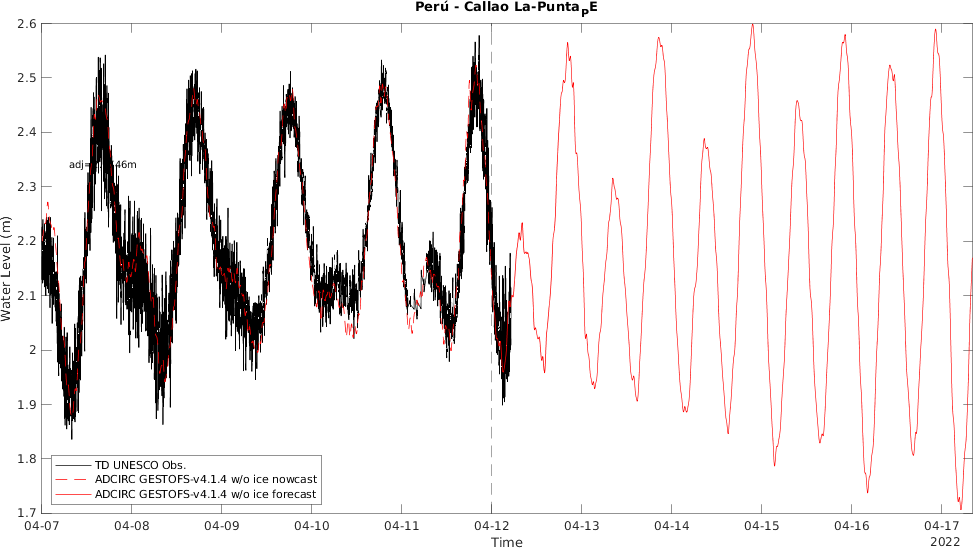 Perú - Callao La-Punta_PE
2.6
2.5
2.4
adj= 46m
2.3
2.2
Water Level (m)
2.1
2
1.9
1.8
1.7
TD UNESCO Obs.
ADCIRC GESTOFS-v4.1.4 w/o ice nowcast
ADCIRC GESTOFS-v4.1.4 w/o ice forecast
04-07 04-08 04-09 04-10 04-11 04-12 04-13 04-14 04-15 04-16 04-17
Time 2022